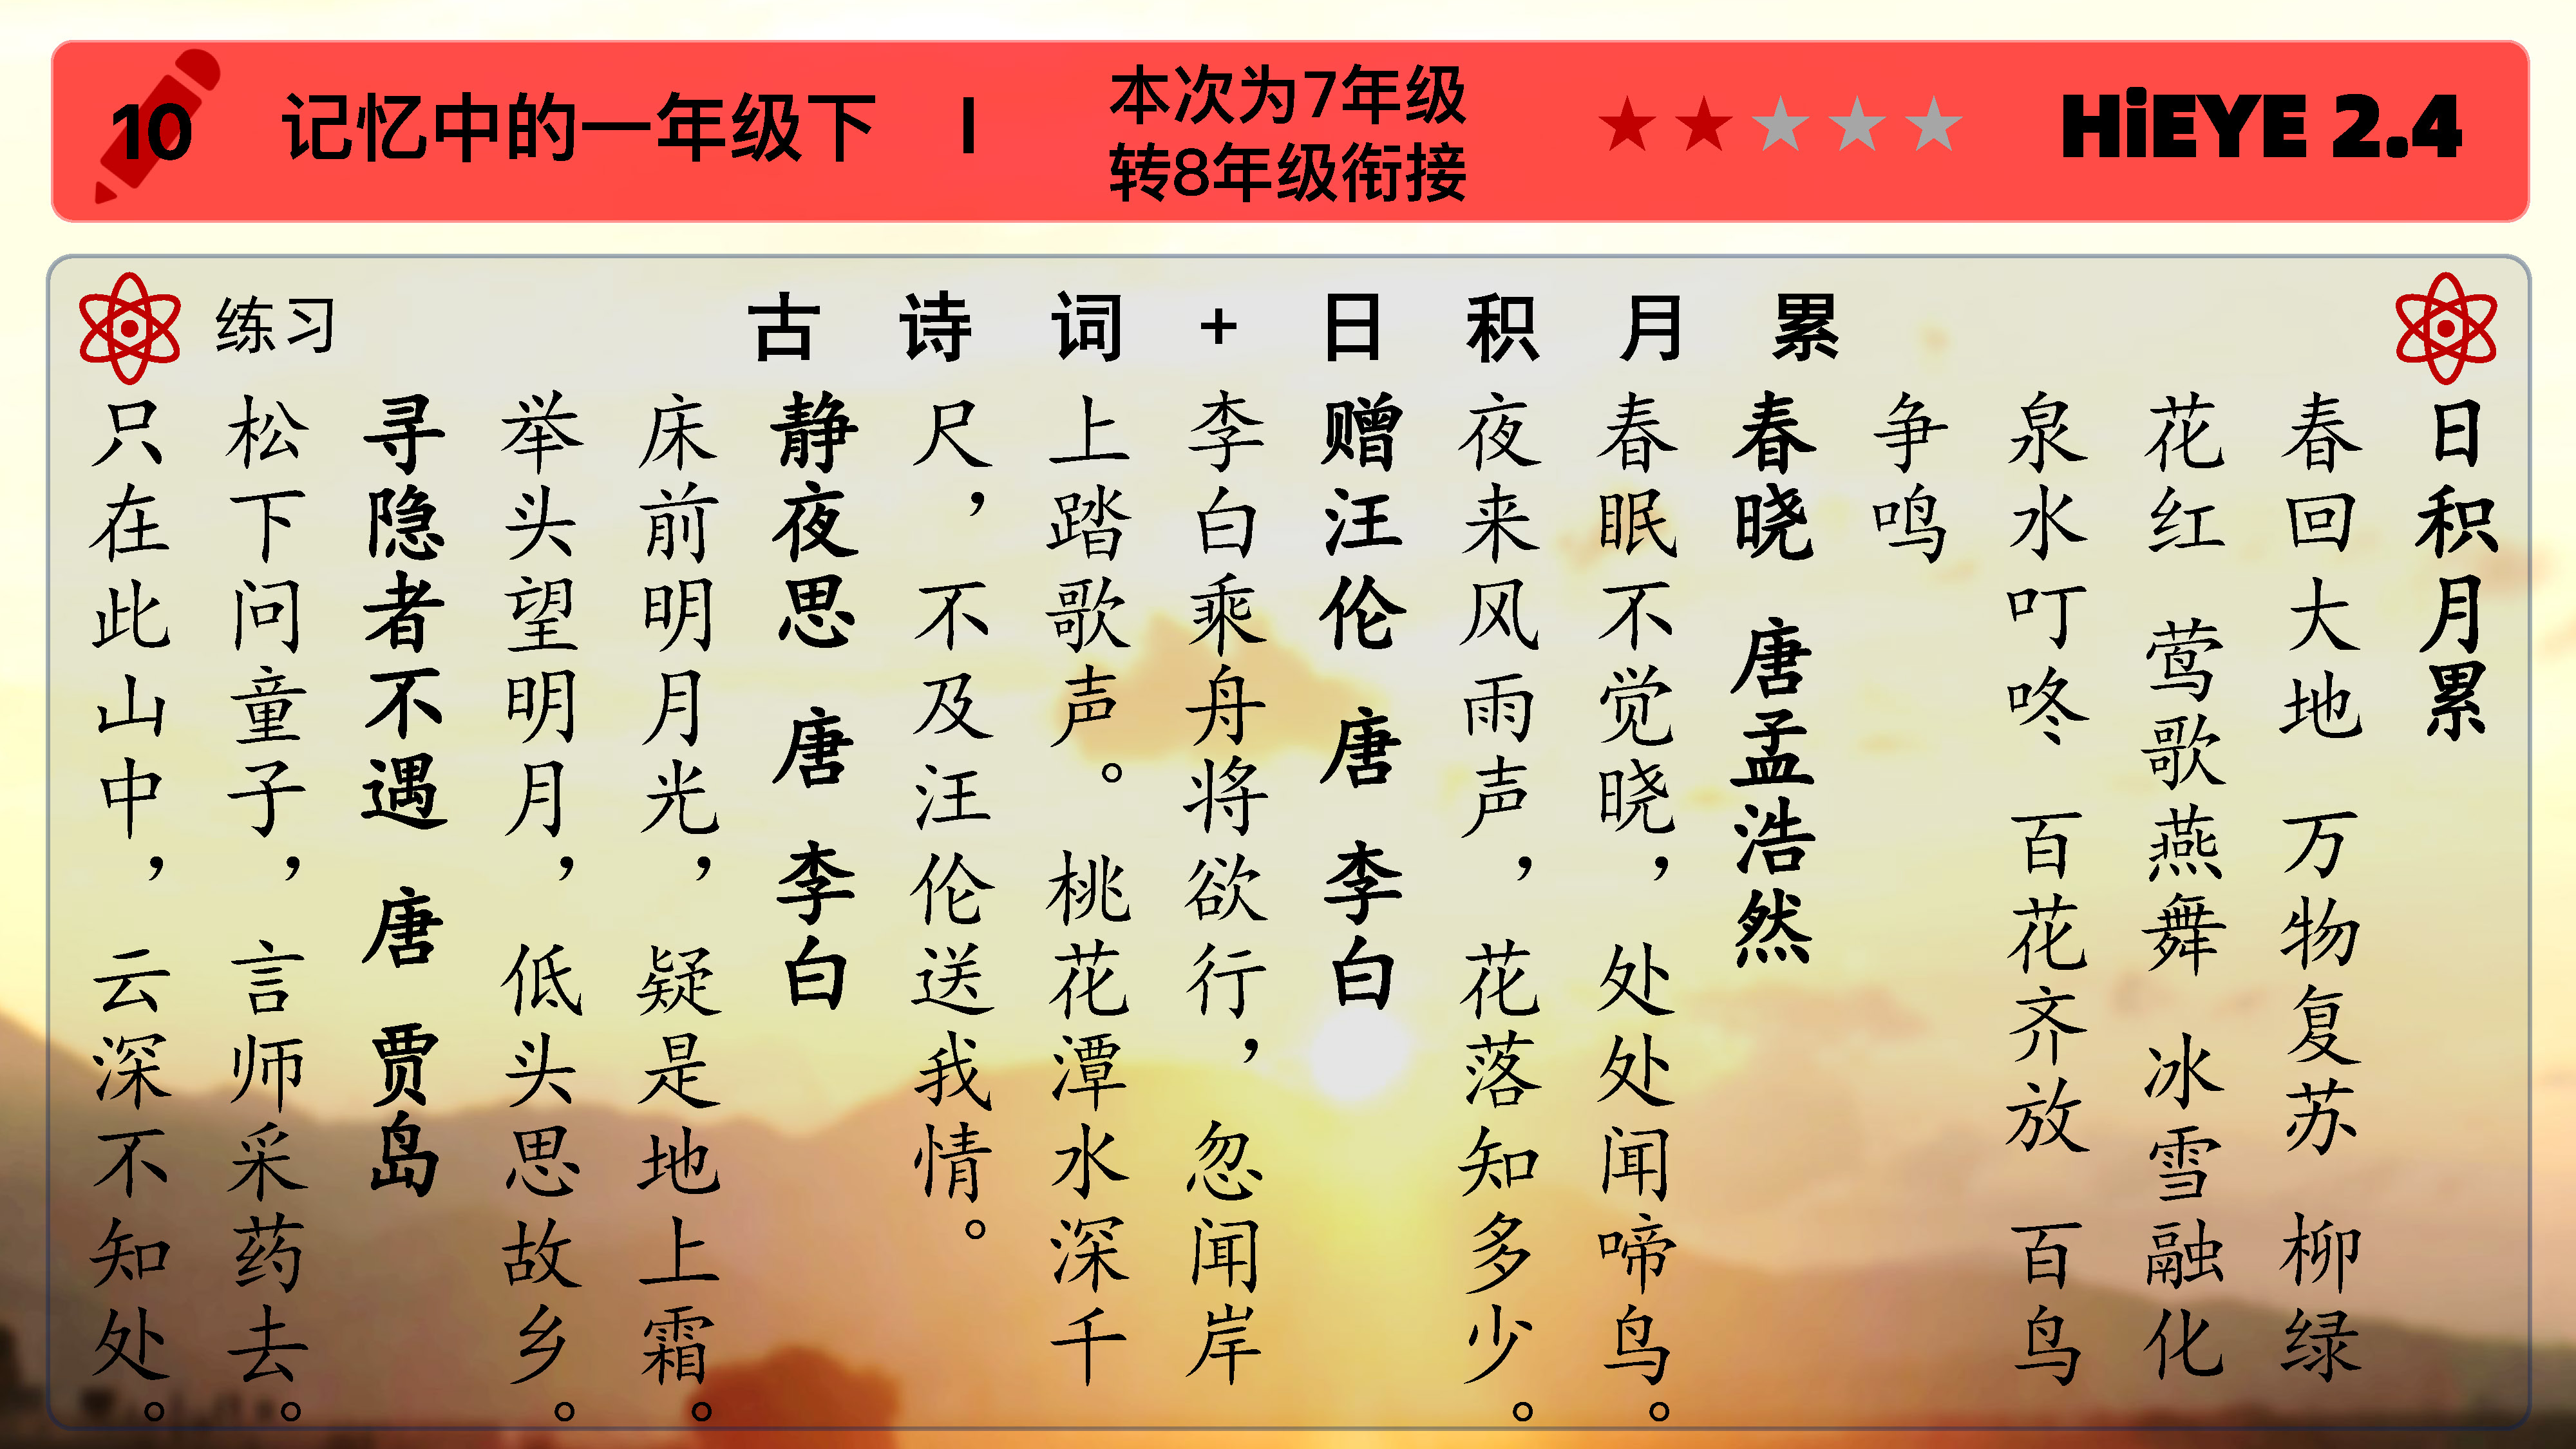 10 记忆中的一年级下 I 本次为7年级 转8年级衔接 ★★★★★ HiEYE 2.4
练习 古诗词+日积月累
日积月累
春回大地 万物复苏 柳绿
花红 莺歌燕舞 冰雪融化
泉水叮咚 百花齐放 百鸟
争鸣
春晓 唐孟浩然
春眠不觉晓，处处闻啼鸟。
夜来风雨声，花落知多少。
赠汪伦 唐 李白
李白乘舟将欲行，忽闻岸
上踏歌声。桃花潭水深千
尺，不及汪伦送我情。
静夜思 唐 李白
床前明月光，疑是地上霜。
举头望明月，低头思故乡。
寻隐者不遇 唐 贾岛
松下问童子，言师采药去。
只在此山中，云深不知处。